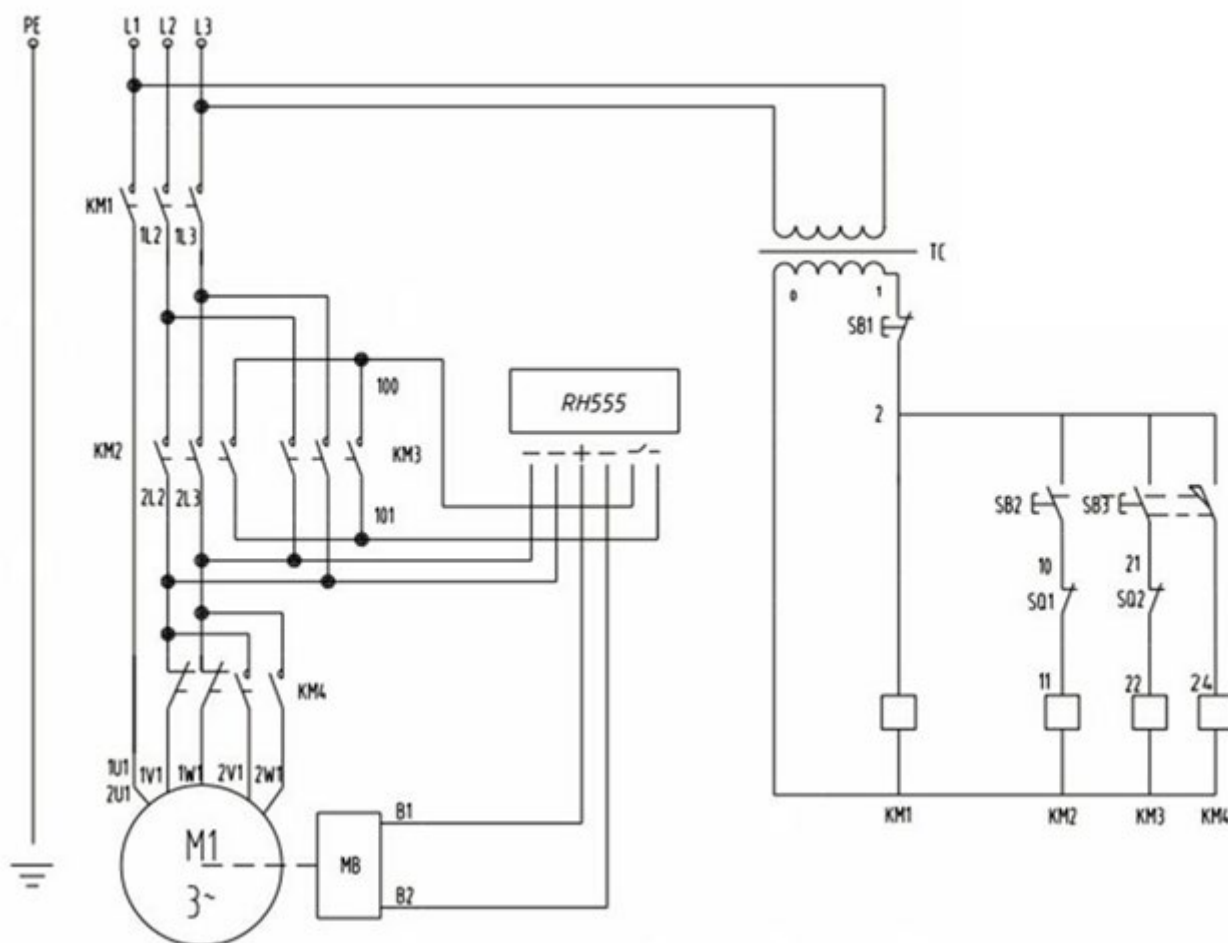 PE L1 L2 L3
KM1
1L2 1L3
TC
0 1
SB1
100
RH555
2
KM2
KM3
2L2 2L3
101
SB2 SB3
10 21
SQ1 SQ2
KM4
11 22 24
1U1 1V1 1W1 2V1 2W1
2U1
B1
KM1 KM2 KM3 KM4
M1
3~
MB
B2